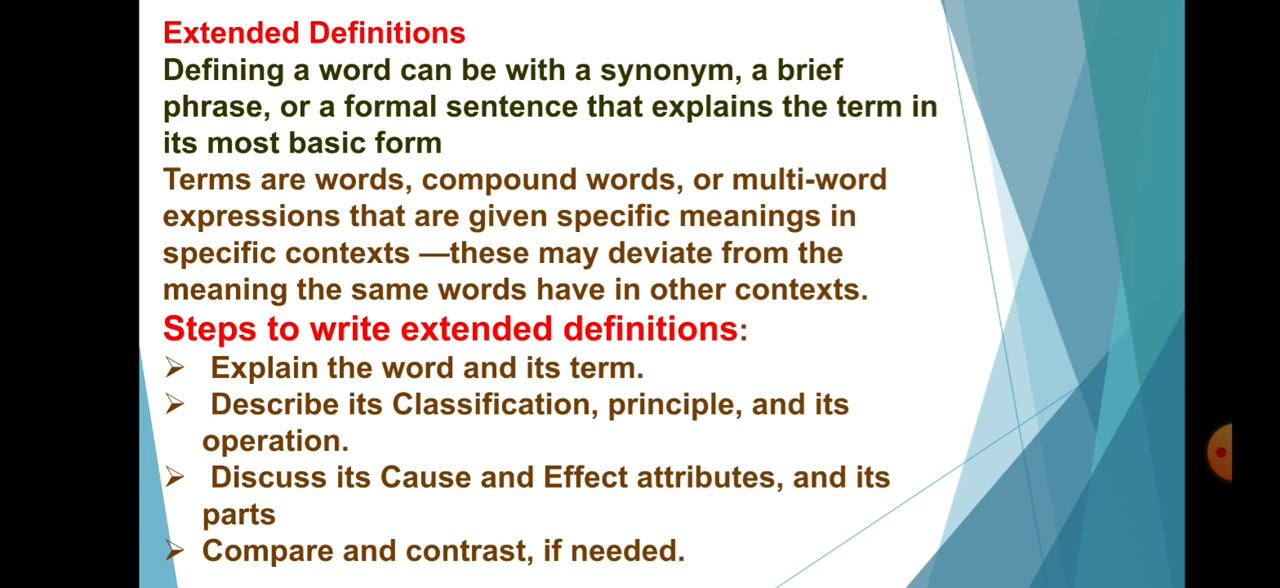 Extended Definitions
Defining a word can be with a synonym, a brief
phrase, or a formal sentence that explains the term in
its most basic form
Terms are words, compound words, or multi-word
expressions that are given specific meanings in
specific contexts —these may deviate from the
meaning the same words have in other contexts.
Steps to write extended definitions:
➢ Explain the word and its term.
➢ Describe its Classification, principle, and its
operation.
➢ Discuss its Cause and Effect attributes, and its
parts
➢ Compare and contrast, if needed.